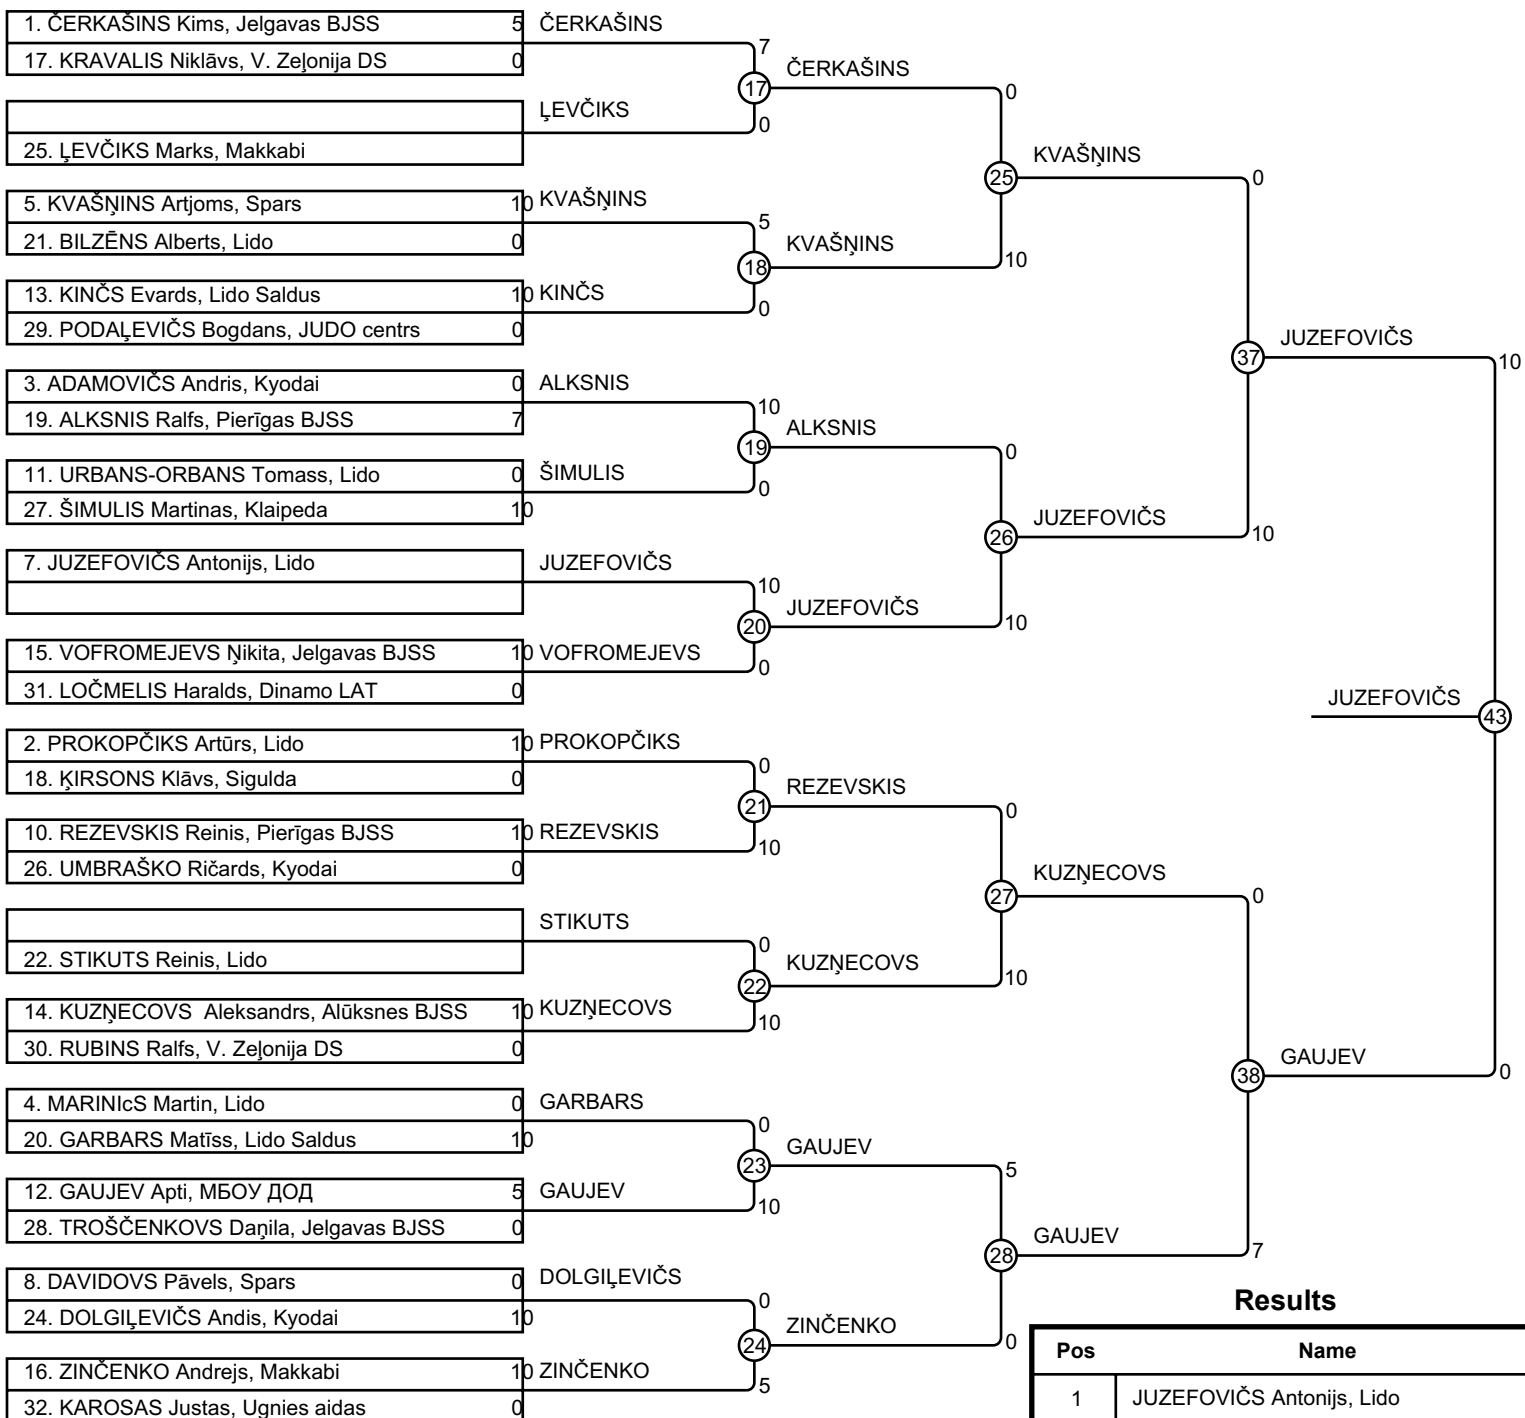 1. ČERKAŠINS Kims, Jelgavas BJSS 5
17. KRAVALIS Niklāvs, V. Zeļonija DS 0
25. ĻEVČIKS Marks, Makkabi
5. KVAŠŅINS Artjoms, Spars 10
21. BILZĒNS Alberts, Lido 0
13. KINČS Evards, Lido Saldus 10
29. PODAĻEVIČS Bogdans, JUDO centrs 0
3. ADAMOVIČS Andris, Kyodai 0
19. ALKSNIS Ralfs, Pierīgas BJSS 7
11. URBANS-ORBANS Tomass, Lido 0
27. ŠIMULIS Martinas, Klaipeda 10
7. JUZEFOVIČS Antonijs, Lido
15. VOFROMEJEVS Ņikita, Jelgavas BJSS 10
31. LOČMELIS Haralds, Dinamo LAT 0
2. PROKOPČIKS Artūrs, Lido 10
18. ĶIRSONS Klāvs, Sigulda 0
10. REZEVSKIS Reinis, Pierīgas BJSS 10
26. UMBRAŠKO Ričards, Kyodai 0
22. STIKUTS Reinis, Lido
14. KUZŅECOVS Aleksandrs, Alūksnes BJSS 10
30. RUBINS Ralfs, V. Zeļonija DS 0
4. MARINIcS Martin, Lido 0
20. GARBARS Matīss, Lido Saldus 10
12. GAUJEV Apti, МБОУ ДОД 5
28. TROŠČENKOVS Daņila, Jelgavas BJSS 0
8. DAVIDOVS Pāvels, Spars 0
24. DOLGIĻEVIČS Andis, Kyodai 10
16. ZINČENKO Andrejs, Makkabi 10
32. KAROSAS Justas, Ugnies aidas 0
ČERKAŠINS
7
17
ĻEVČIKS
0
KVAŠŅINS
5
18
KINČS
0
ALKSNIS
10
19
ŠIMULIS
0
JUZEFOVIČS
10
20
VOFROMEJEVS
0
PROKOPČIKS
0
21
REZEVSKIS
10
STIKUTS
0
22
KUZŅECOVS
10
GARBARS
0
23
GAUJEV
10
DOLGIĻEVIČS
0
24
ZINČENKO
5
ČERKAŠINS
0
25
KVAŠŅINS
10
ALKSNIS
0
26
JUZEFOVIČS
10
REZEVSKIS
0
27
KUZŅECOVS
10
GAUJEV
5
28
ZINČENKO
0
KVAŠŅINS
0
37
JUZEFOVIČS
10
KUZŅECOVS
0
38
GAUJEV
7
JUZEFOVIČS
10
JUZEFOVIČS
43
GAUJEV
0
Results
Pos Name
1 JUZEFOVIČS Antonijs, Lido